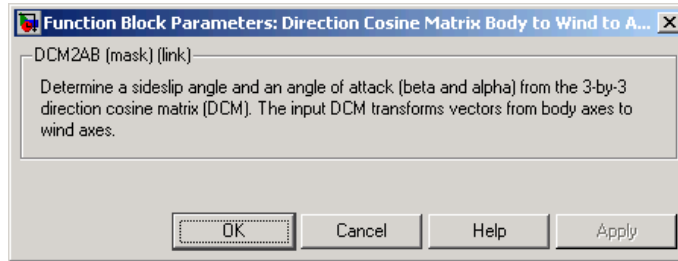 Function Block Parameters: Direction Cosine Matrix Body to Wind to A...
DCM2AB (mask) (link)
Determine a sideslip angle and an angle of attack (beta and alpha) from the 3-by-3
direction cosine matrix (DCM). The input DCM transforms vectors from body axes to
wind axes.
OK Cancel Help Apply